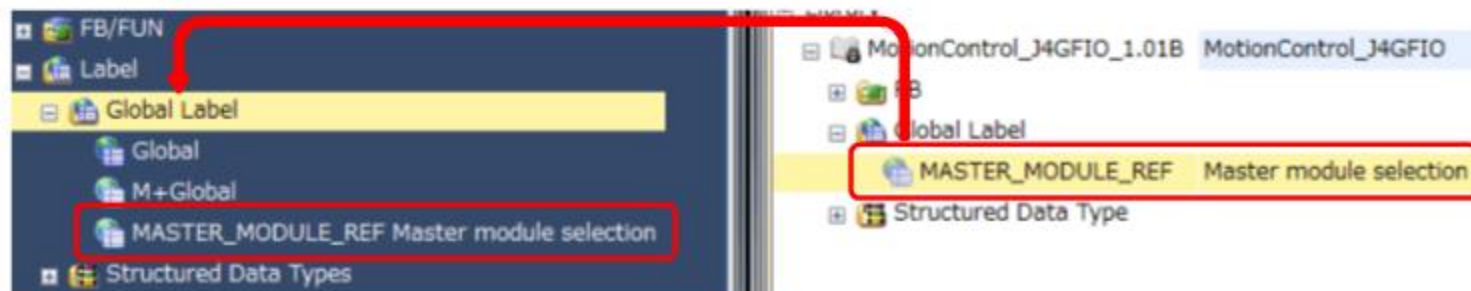 FB/FUN
Label
Global Label
Global
M+Global
MASTER_MODULE_REF Master module selection
Structured Data Types
MotionControl_J4GFIO_1.01B MotionControl_J4GFIO
FB
Global Label
MASTER_MODULE_REF Master module selection
Structured Data Type